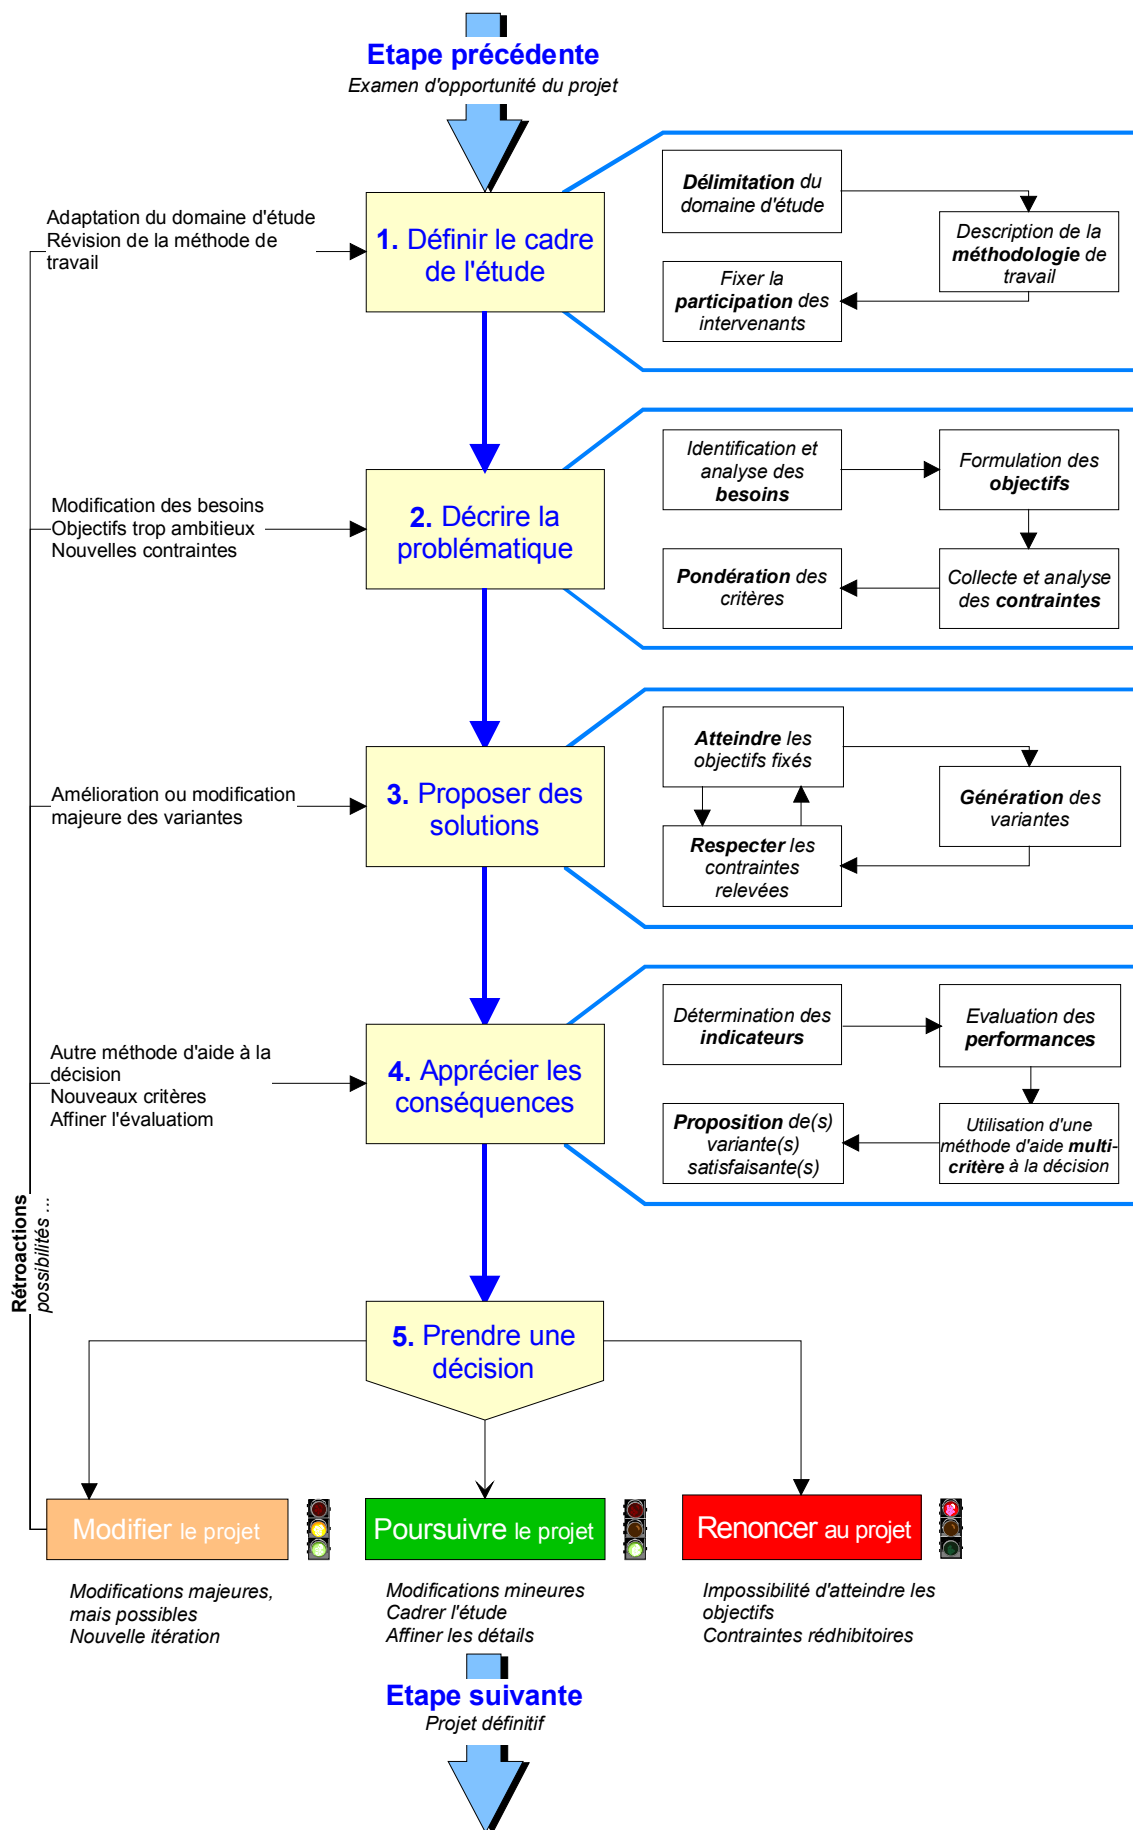 Etape précédente
Examen d'opportunité du projet
Adaptation du domaine d'étude
Révision de la méthode de
travail
1. Définir le cadre
de l'étude
Délimitation du
domaine d'étude
Description de la
méthodologie de
travail
Fixer la
participation des
intervenants
Modification des besoins
Objectifs trop ambitieux
Nouvelles contraintes
2. Décrire la
problématique
Identification et
analyse des
besoins
Formulation des
objectifs
Collecte et analyse
des contraintes
Pondération des
critères
Amélioration ou modification
majeure des variantes
3. Proposer des
solutions
Atteindre les
objectifs fixés
Génération des
variantes
Respecter les
contraintes
relevées
Autre méthode d'aide à la
décision
Nouveaux critères
Affiner l'évaluatiom
4. Apprécier les
conséquences
Détermination des
indicateurs
Evaluation des
performances
Utilisation d'une
méthode d'aide multi-
critère à la décision
Proposition de(s)
variante(s)
satisfaisante(s)
Rétroactions
possibilités ...
5. Prendre une
décision
Modifier le projet
Poursuivre le projet
Renoncer au projet
Modifications majeures,
mais possibles
Nouvelle itération
Modifications mineures
Cadrer l'étude
Affiner les détails
Impossibilité d'atteindre les
objectifs
Contraintes rédhibitoires
Etape suivante
Projet définitif